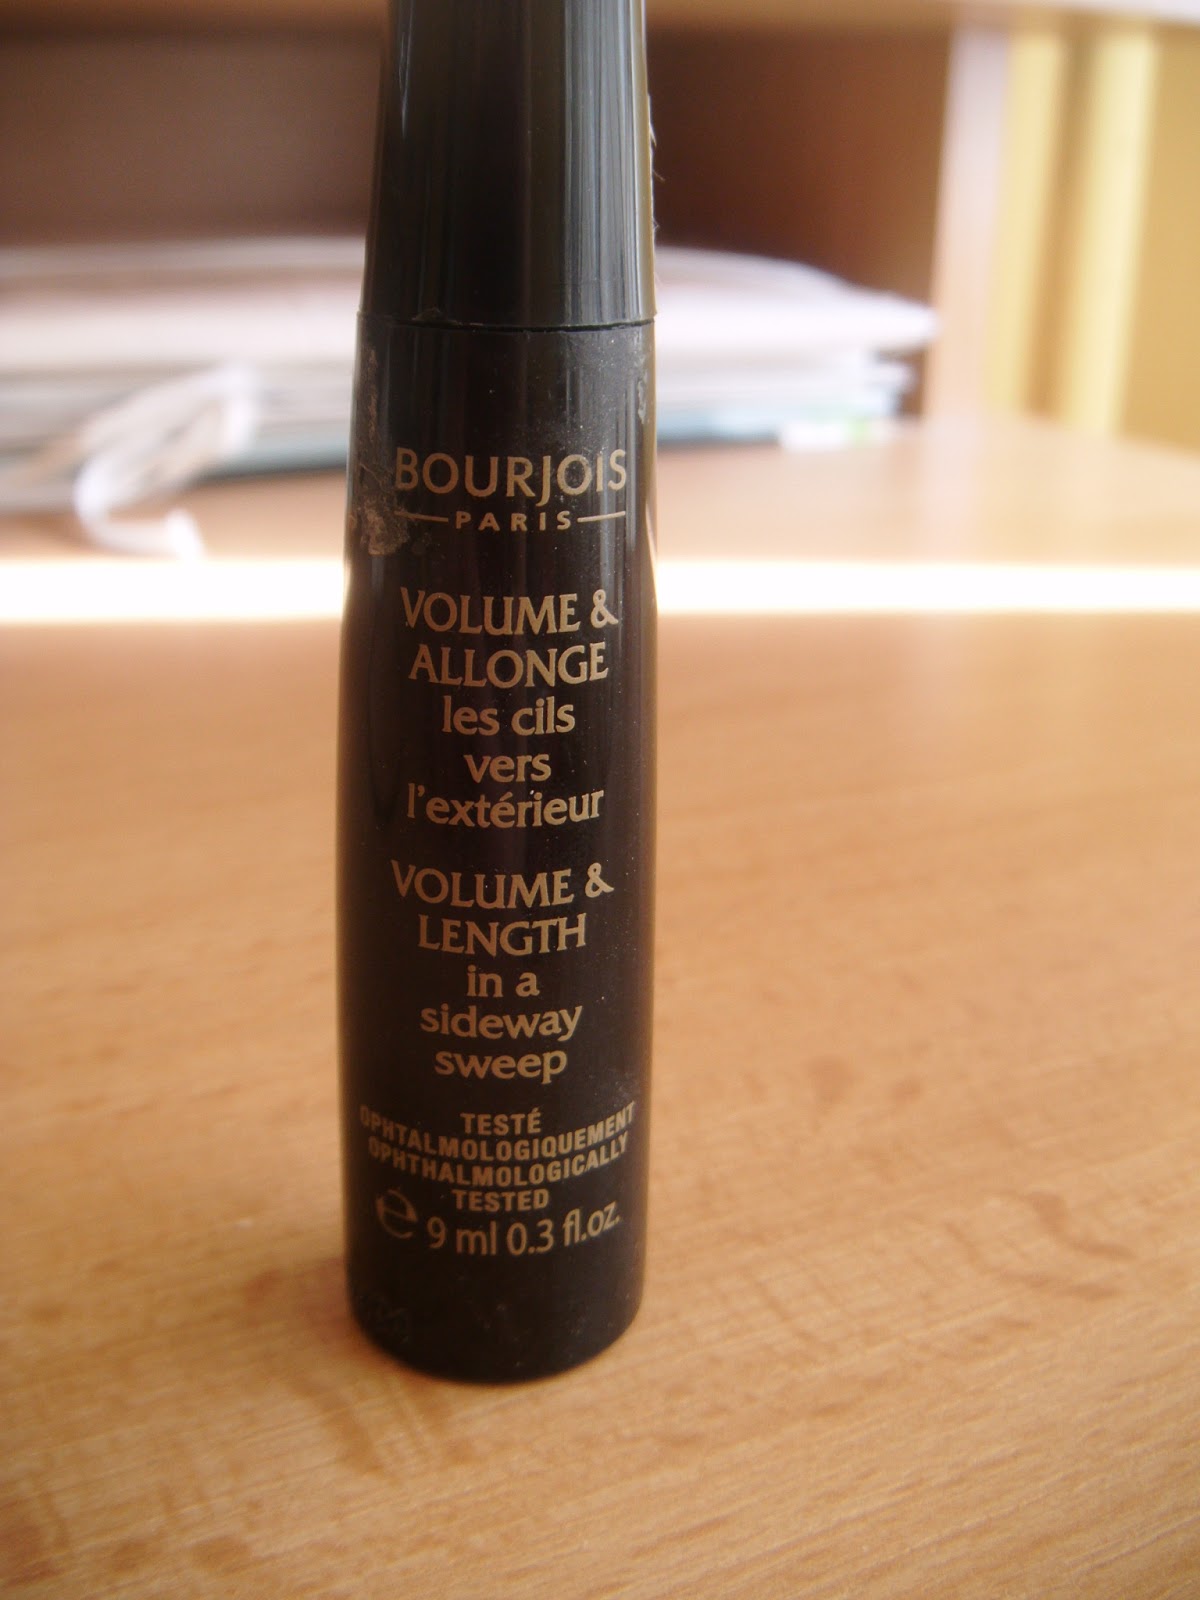 BOURJOIS
PARIS
VOLUME &
ALLONGE
les cils
vers
l'extérieur
VOLUME &
LENGTH
in a
sideway
sweep
TESTÉ
OPHTALMOLOGIQUEMENT
OPHTHALMOLOGICALLY
TESTED
℮ 9 ml 0.3 fl.oz.